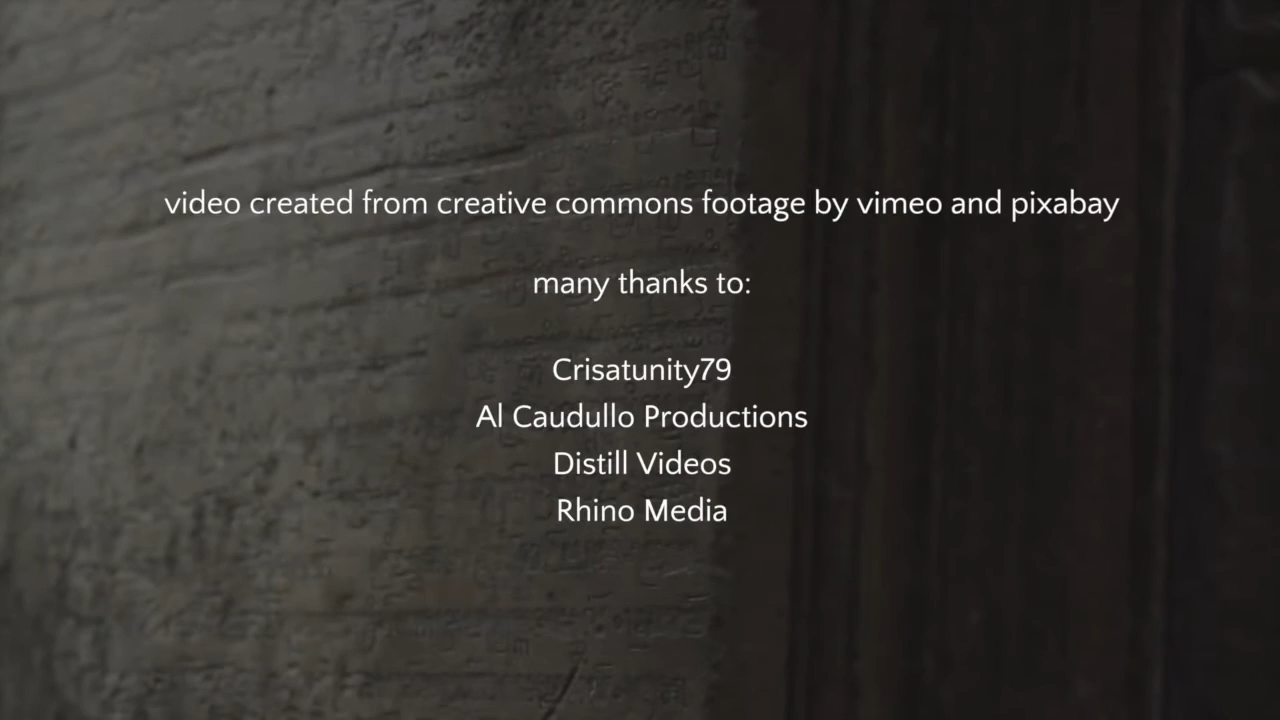 video created from creative commons footage by vimeo and pixabay
many thanks to:
Crisatunity79
Al Caudullo Productions
Distill Videos
Rhino Media